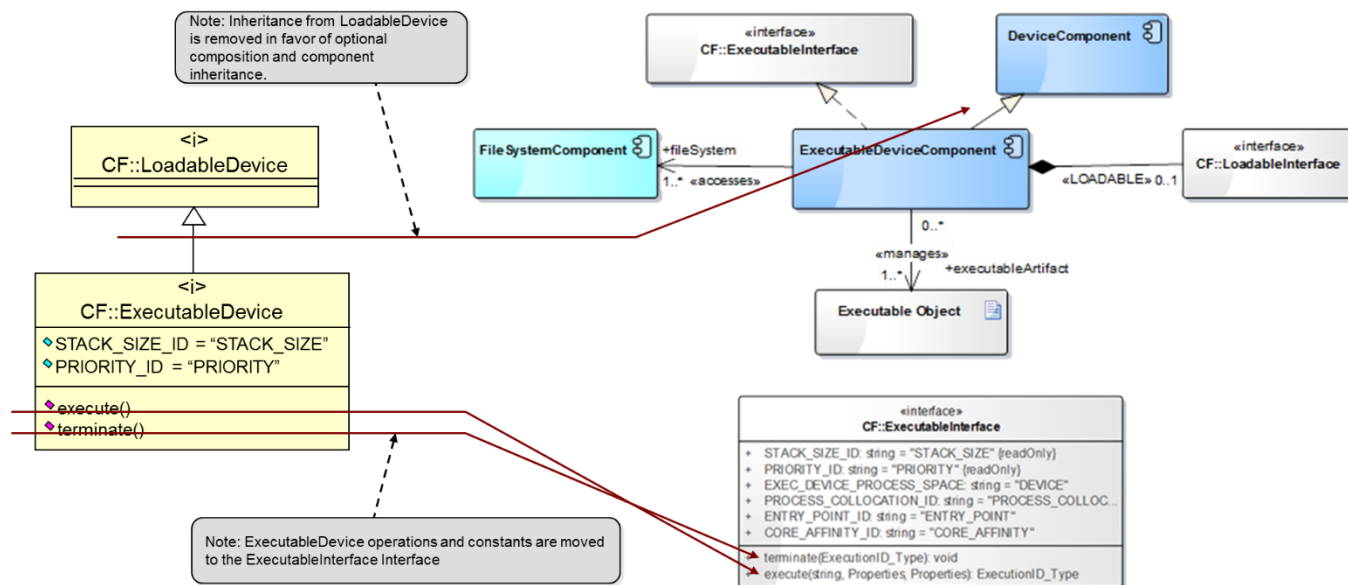 Note: Inheritance from LoadableDevice
is removed in favor of optional
composition and component
inheritance.
«interface»
CF::ExecutableInterface
DeviceComponent
<i>
CF::LoadableDevice
FileSystemComponent
+fileSystem
1..* «accesses»
ExecutableDeviceComponent
«LOADABLE» 0..1
«interface»
CF::LoadableInterface
0..*
«manages»
1..*
+executableArtifact
Executable Object
<i>
CF::ExecutableDevice
STACK_SIZE_ID = “STACK_SIZE”
PRIORITY_ID = “PRIORITY”
execute()
terminate()
«interface»
CF::ExecutableInterface
+ STACK_SIZE_ID: string = "STACK_SIZE" {readOnly}
+ PRIORITY_ID: string = "PRIORITY" {readOnly}
+ EXEC_DEVICE_PROCESS_SPACE: string = "DEVICE"
+ PROCESS_COLLOCATION_ID: string = "PROCESS_COLLOC...
+ ENTRY_POINT_ID: string = "ENTRY_POINT"
+ CORE_AFFINITY_ID: string = "CORE_AFFINITY"
+ terminate(ExecutionID_Type): void
+ execute(string, Properties, Properties): ExecutionID_Type
Note: ExecutableDevice operations and constants are moved
to the ExecutableInterface Interface